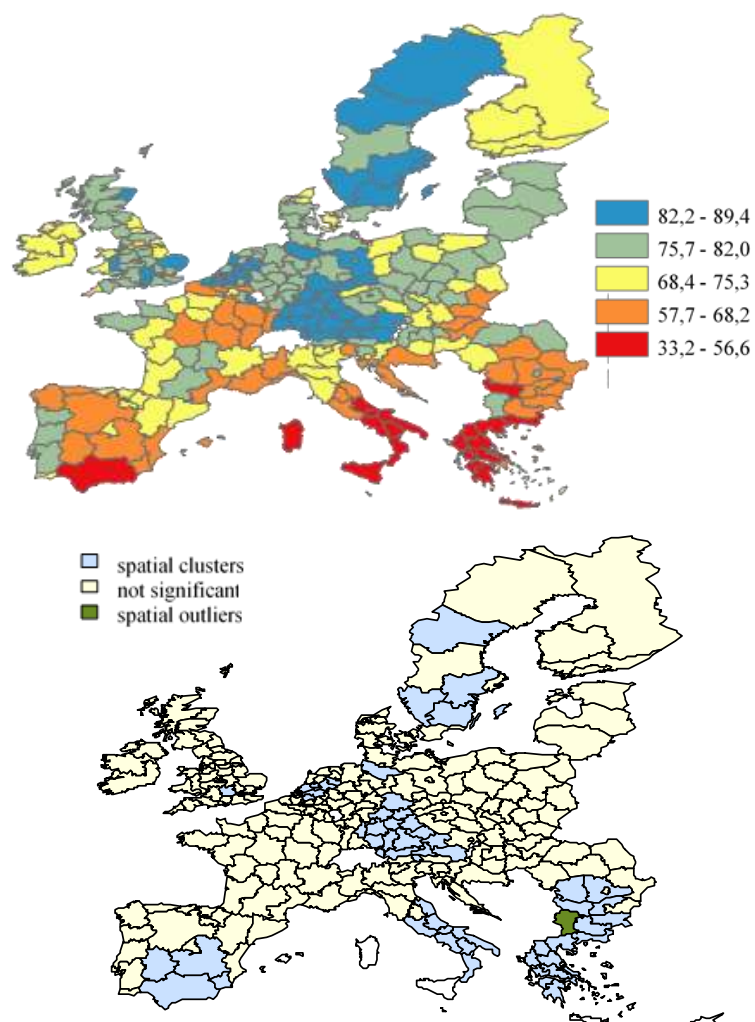 82,2 - 89,4
75,7 - 82,0
68,4 - 75,3
57,7 - 68,2
33,2 - 56,6
spatial clusters
not significant
spatial outliers